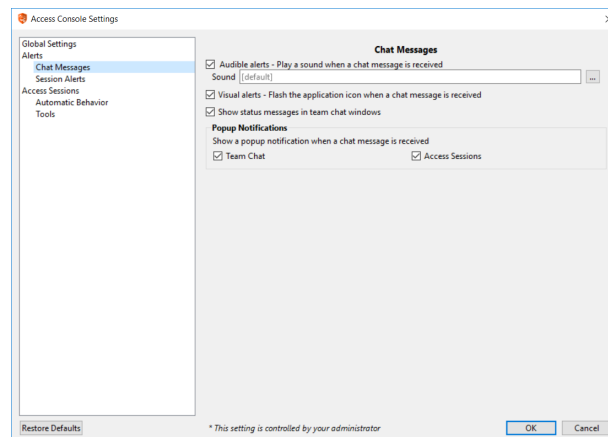 Access Console Settings
Global Settings
Alerts
Chat Messages
Session Alerts
Access Sessions
Automatic Behavior
Tools
Chat Messages
Audible alerts - Play a sound when a chat message is received
Sound [default] ...
Visual alerts - Flash the application icon when a chat message is received
Show status messages in team chat windows
Popup Notifications
Show a popup notification when a chat message is received
Team Chat Access Sessions
Restore Defaults * This setting is controlled by your administrator OK Cancel